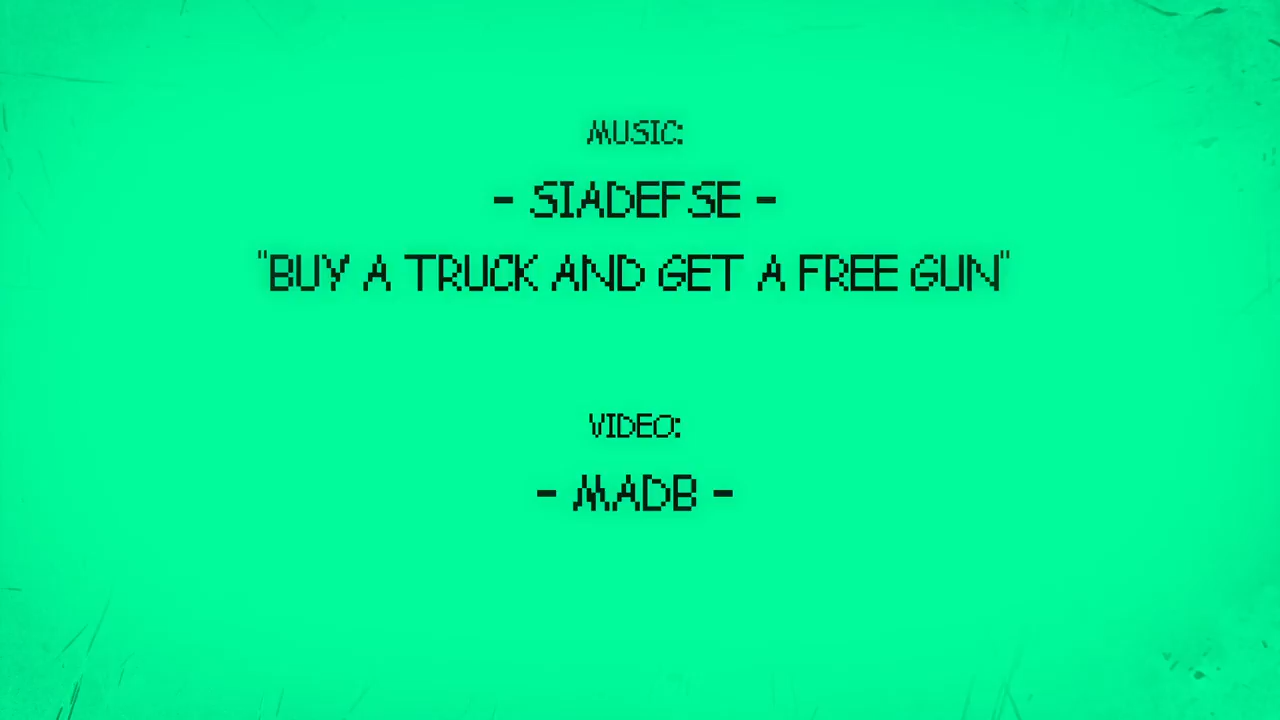 MUSIC:
- SIADEFSE -
"BUY A TRUCK AND GET A FREE GUN"
VIDEO:
- MADB -